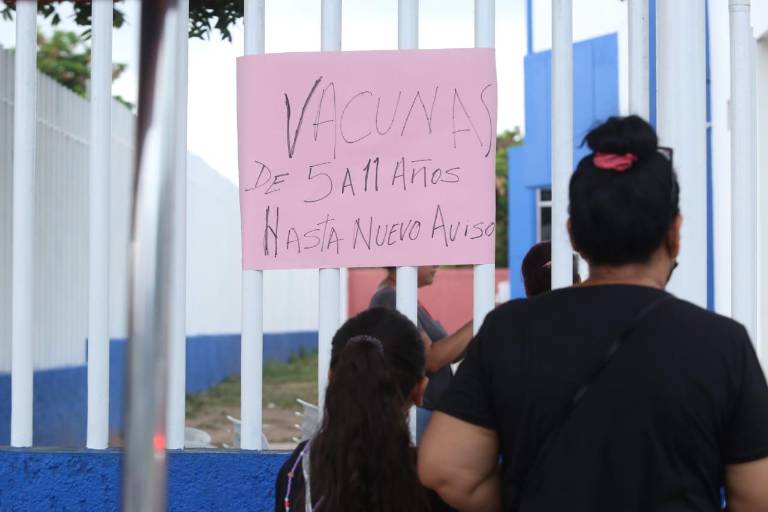 VACUNAS
DE 5 A 11 AÑOS
HASTA NUEVO AVISO